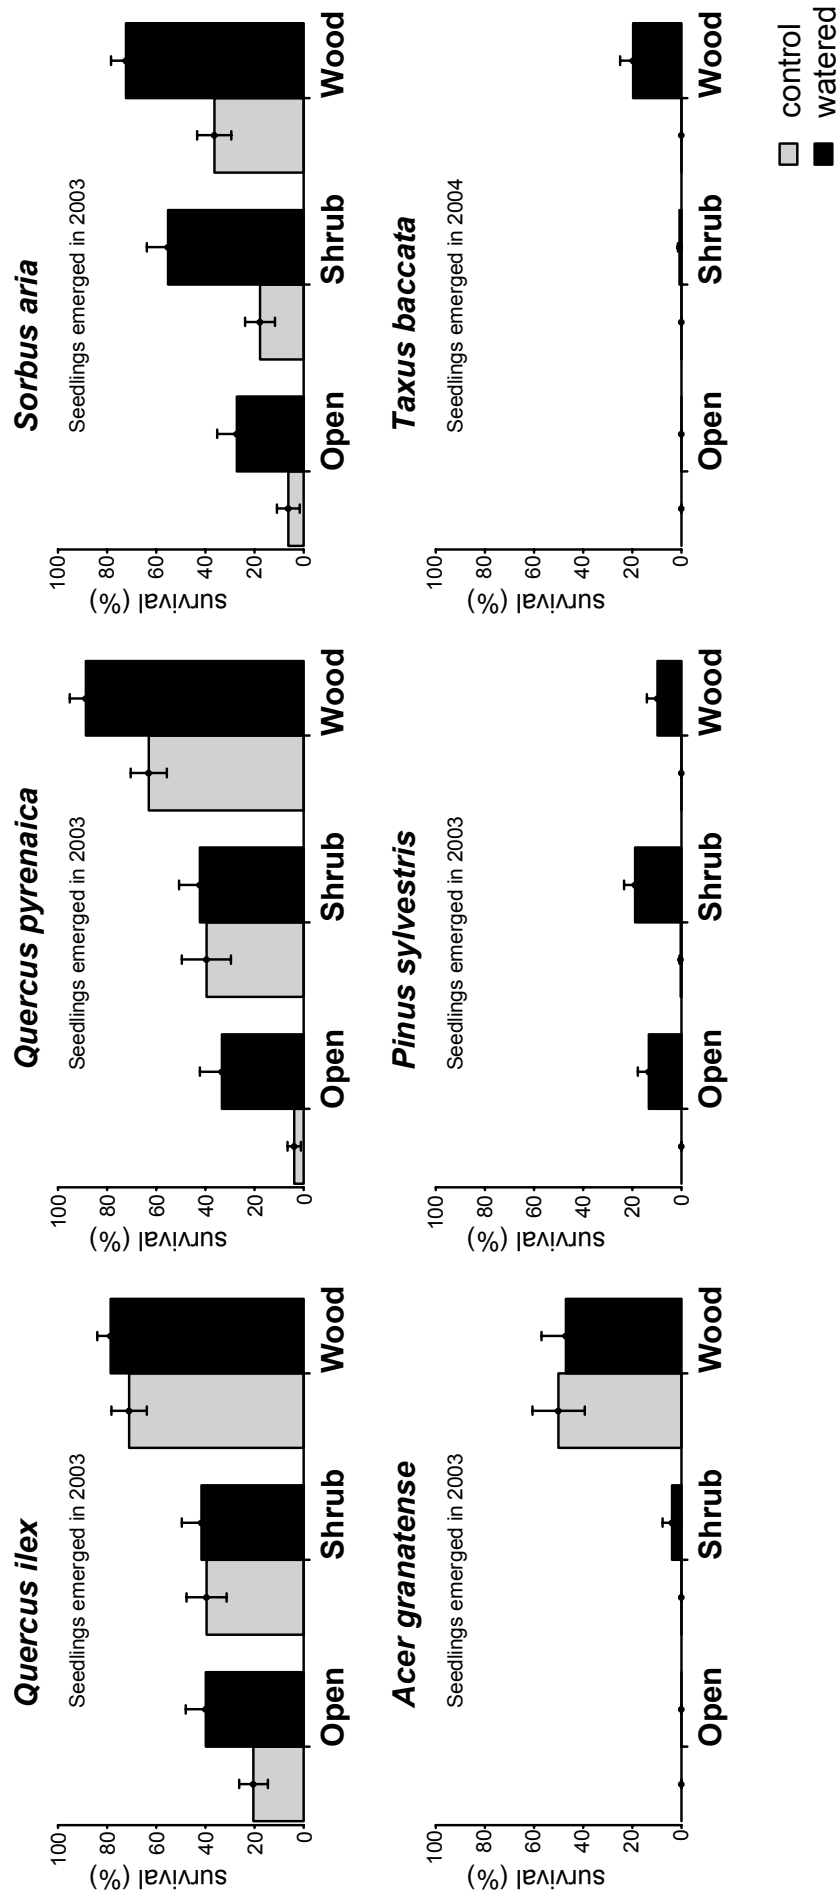 Quercus ilex
Seedlings emerged in 2003
survival (%)
100
80
60
40
20
0
Open
Shrub
Wood
Quercus pyrenaica
Seedlings emerged in 2003
survival (%)
100
80
60
40
20
0
Open
Shrub
Wood
Sorbus aria
Seedlings emerged in 2003
survival (%)
100
80
60
40
20
0
Open
Shrub
Wood
Acer granatense
Seedlings emerged in 2003
survival (%)
100
80
60
40
20
0
Open
Shrub
Wood
Pinus sylvestris
Seedlings emerged in 2003
survival (%)
100
80
60
40
20
0
Open
Shrub
Wood
Taxus baccata
Seedlings emerged in 2004
survival (%)
100
80
60
40
20
0
Open
Shrub
Wood
control
watered